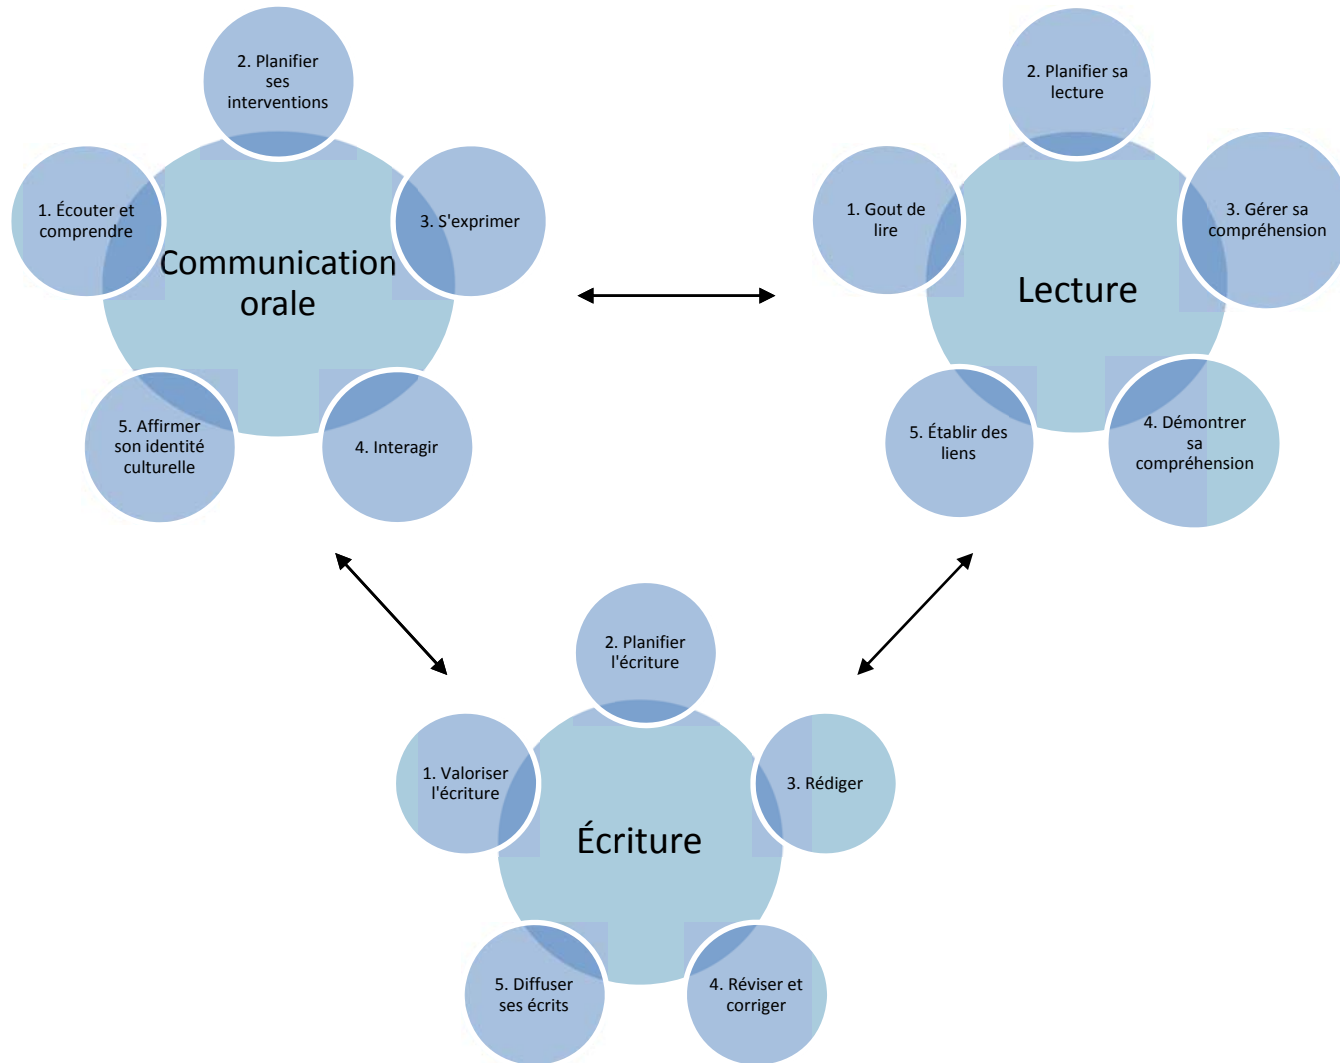 2. Planifier
ses
interventions
1. Écouter et
comprendre
3. S'exprimer
Communication
orale
5. Affirmer
son identité
culturelle
4. Interagir
2. Planifier sa
lecture
1. Gout de
lire
3. Gérer sa
compréhension
Lecture
5. Établir des
liens
4. Démontrer
sa
compréhension
2. Planifier
l'écriture
1. Valoriser
l'écriture
3. Rédiger
Écriture
5. Diffuser
ses écrits
4. Réviser et
corriger